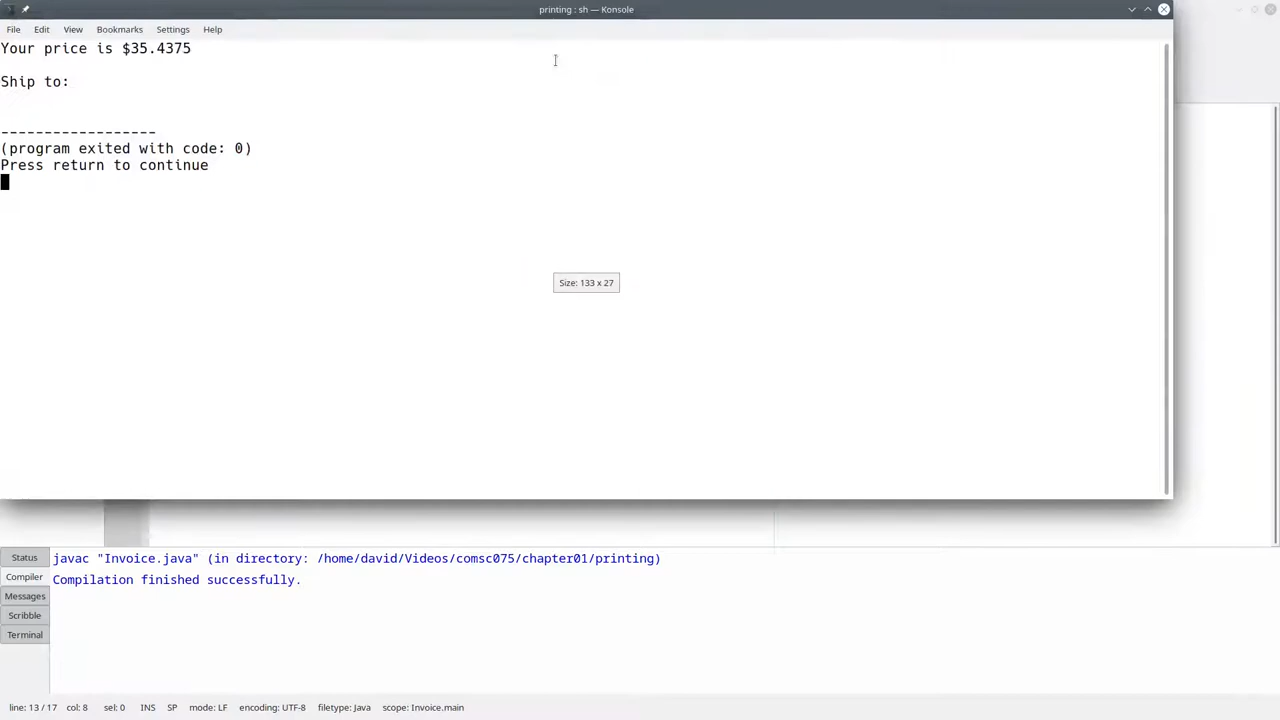 printing : sh — Konsole
File Edit View Bookmarks Settings Help
Your price is $35.4375
Ship to:
------------------
(program exited with code: 0)
Press return to continue
Size: 133 x 27
Status
Compiler
Messages
Scribble
Terminal
javac "Invoice.java" (in directory: /home/david/Videos/comsc075/chapter01/printing)
Compilation finished successfully.
line: 13 / 17 col: 8 sel: 0 INS SP mode: LF encoding: UTF-8 filetype: Java scope: Invoice.main